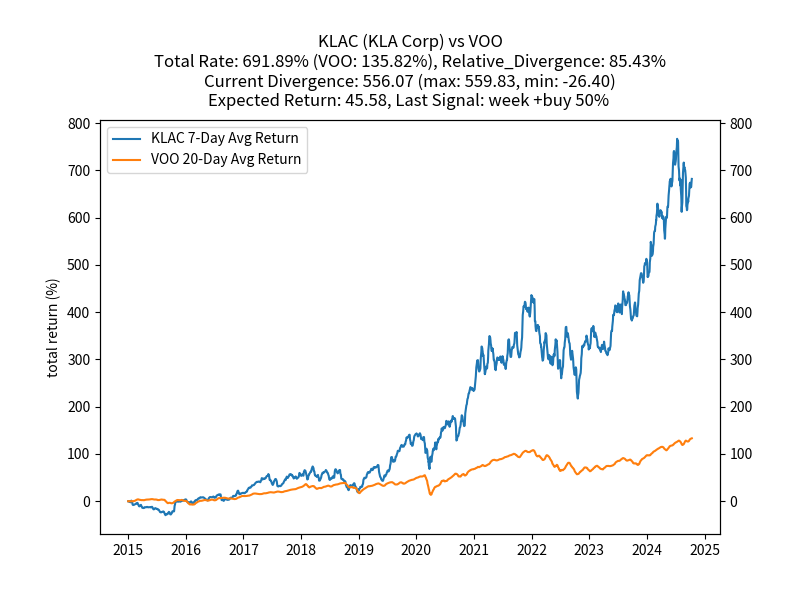 KLAC (KLA Corp) vs VOO
Total Rate: 691.89% (VOO: 135.82%), Relative_Divergence: 85.43%
Current Divergence: 556.07 (max: 559.83, min: -26.40)
Expected Return: 45.58, Last Signal: week +buy 50%
KLAC 7-Day Avg Return
VOO 20-Day Avg Return
total return (%)
800
700
600
500
400
300
200
100
0
800
700
600
500
400
300
200
100
0
2015 2016 2017 2018 2019 2020 2021 2022 2023 2024 2025